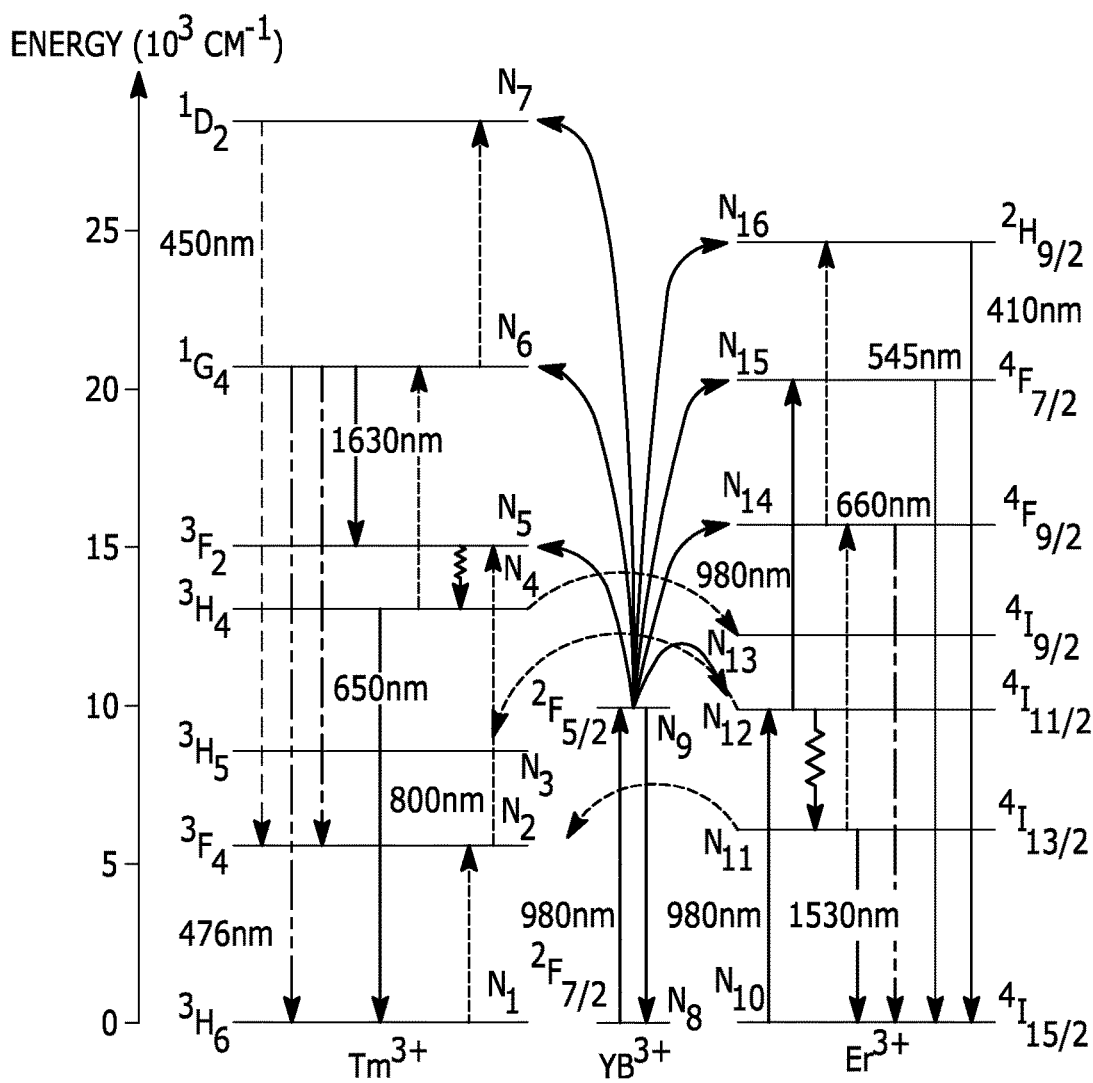 ENERGY (10³ CM⁻¹)
N₇
¹D₂
N₁₆
²H₉/₂
25
450nm
410nm
N₆
N₁₅
545nm
¹G₄
⁴F₇/₂
20
1630nm
N₁₄
660nm
⁴F₉/₂
³F₂
N₅
15
980nm
³H₄
N₄
⁴I₉/₂
N₁₃
650nm
²F₅/₂
⁴I₁₁/₂
10
N₉
N₁₂
³H₅
N₃
800nm
N₂
⁴I₁₃/₂
³F₄
N₁₁
5
476nm
980nm
980nm
1530nm
²F₇/₂
N₁
N₈
N₁₀
0
³H₆
⁴I₁₅/₂
Tm³⁺
YB³⁺
Er³⁺